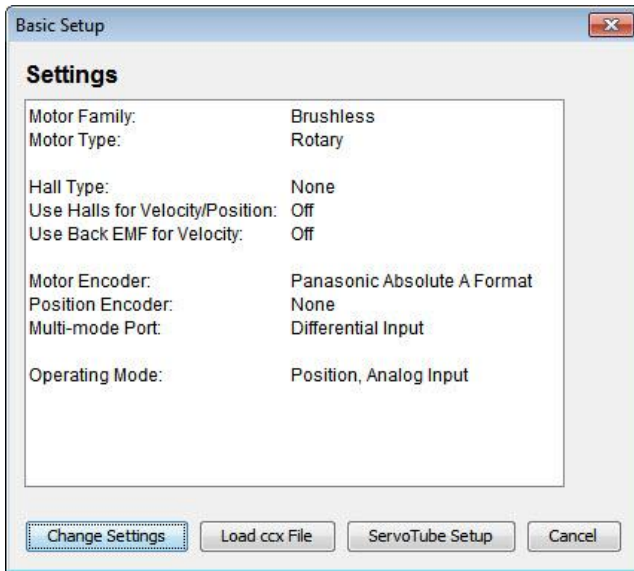 Basic Setup
Settings
Motor Family: Brushless
Motor Type: Rotary
Hall Type: None
Use Halls for Velocity/Position: Off
Use Back EMF for Velocity: Off
Motor Encoder: Panasonic Absolute A Format
Position Encoder: None
Multi-mode Port: Differential Input
Operating Mode: Position, Analog Input
Change Settings Load ccx File ServoTube Setup Cancel